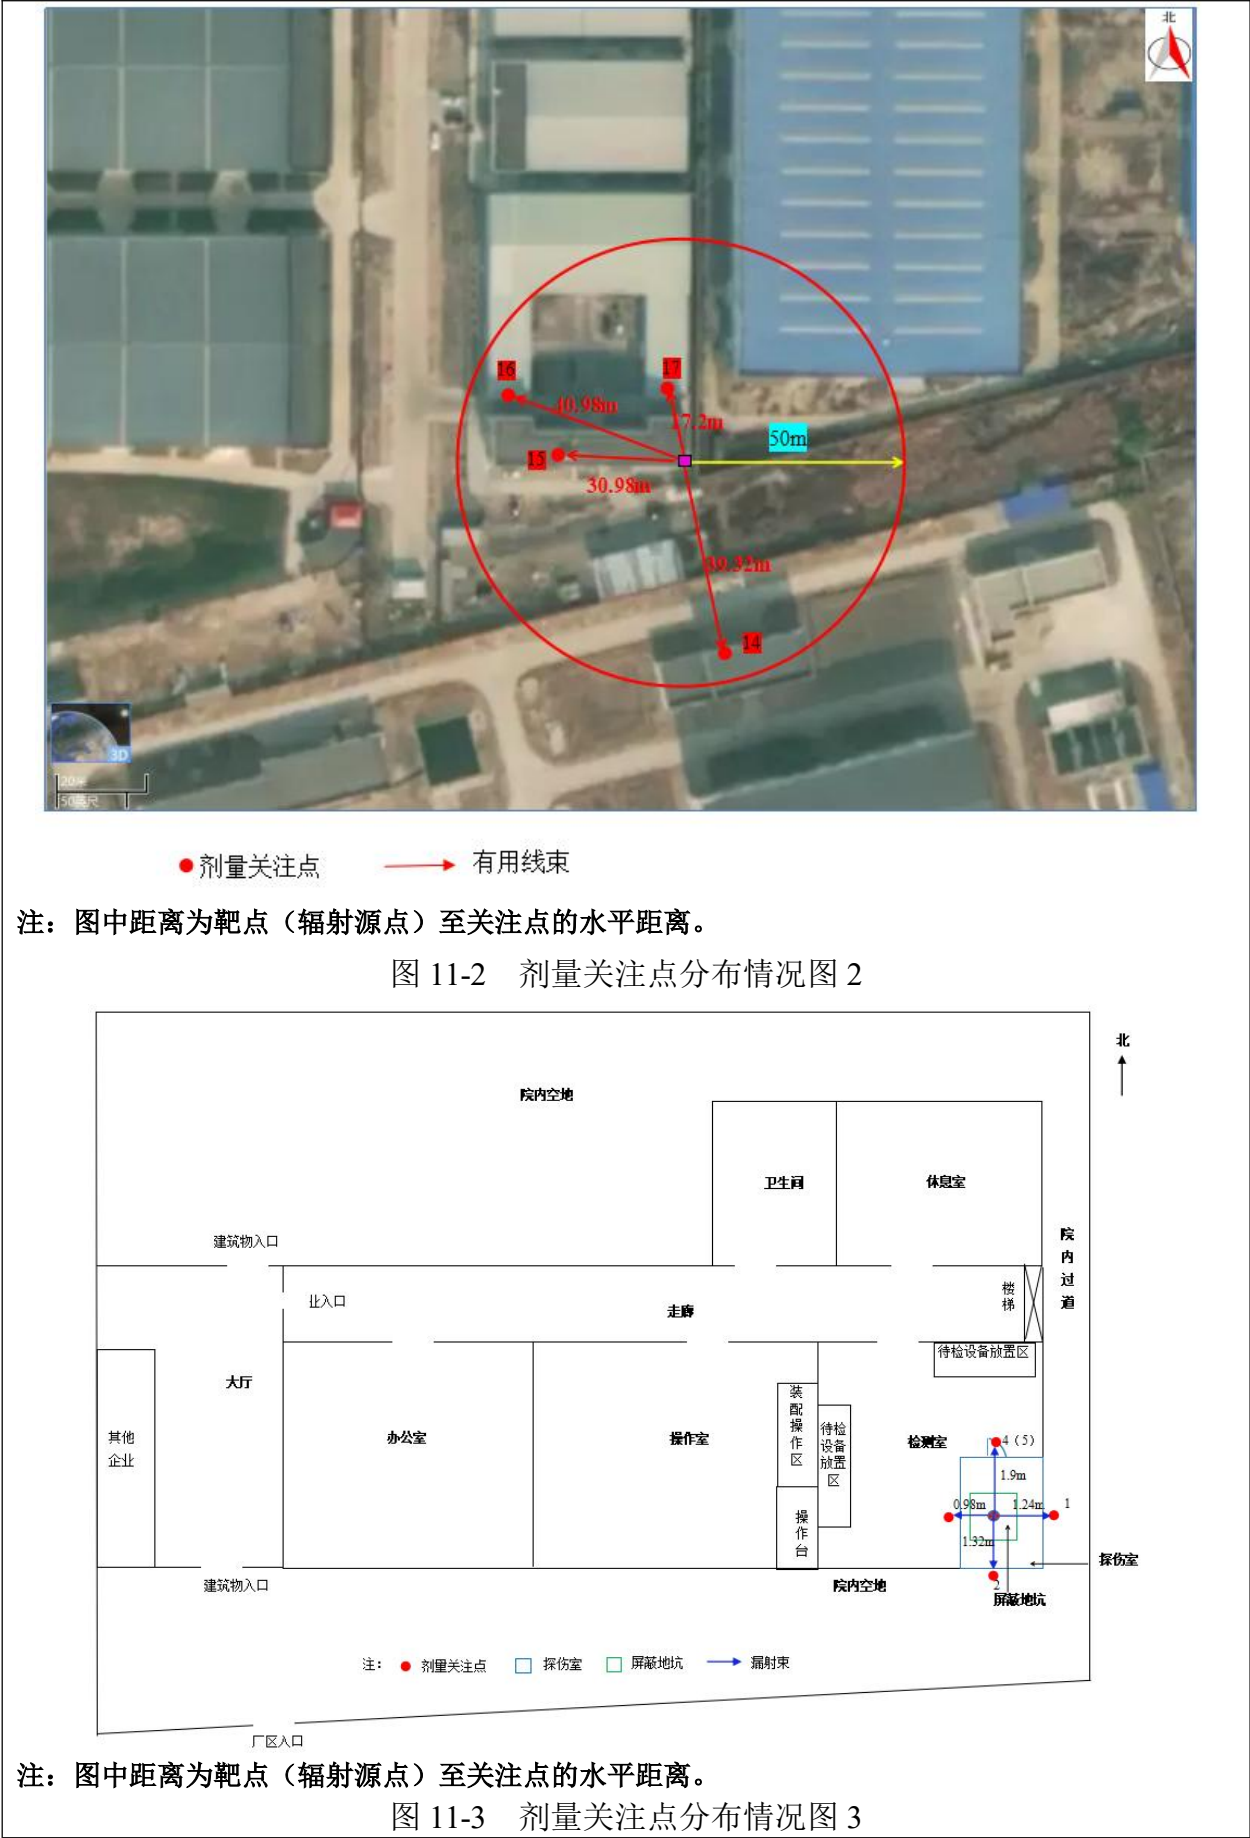 北
16
17
40.98m
17.2m
50m
15
30.98m
39.32m
14
3D
20米
50英尺
剂量关注点
有用线束
注：图中距离为靶点（辐射源点）至关注点的水平距离。
图 11-2 剂量关注点分布情况图 2
北
院内空地
卫生间
休息室
院内过道
建筑物入口
业入口
走廊
楼梯
待检设备放置区
大厅
其他
企业
办公室
操作室
装配操作区
待检设备放置区
检测室
4（5）
1.9m
0.98m
1.24m
1
操作台
1.32m
探伤室
建筑物入口
院内空地
2
屏蔽地坑
注：
剂量关注点
探伤室
屏蔽地坑
漏射束
厂区入口
注：图中距离为靶点（辐射源点）至关注点的水平距离。
图 11-3 剂量关注点分布情况图 3